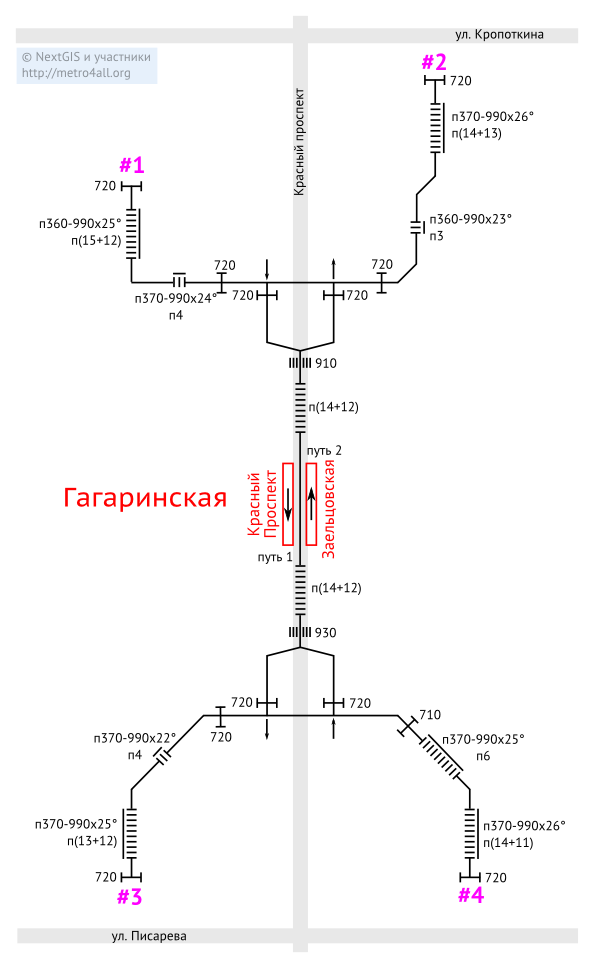 ул. Кропоткина
© NextGIS и участники
http://metro4all.org
#2
720
Красный проспект
п370-990x26°
п(14+13)
#1
720
п360-990x25°
п(15+12)
п360-990x23°
п3
720
720
720
720
п370-990x24°
п4
910
п(14+12)
путь 2
Гагаринская
Красный
Проспект
Заельцовская
путь 1
п(14+12)
930
720
720
720
710
п370-990x22°
п4
п370-990x25°
п6
п370-990x25°
п(13+12)
п370-990x26°
п(14+11)
720
720
#3
#4
ул. Писарева